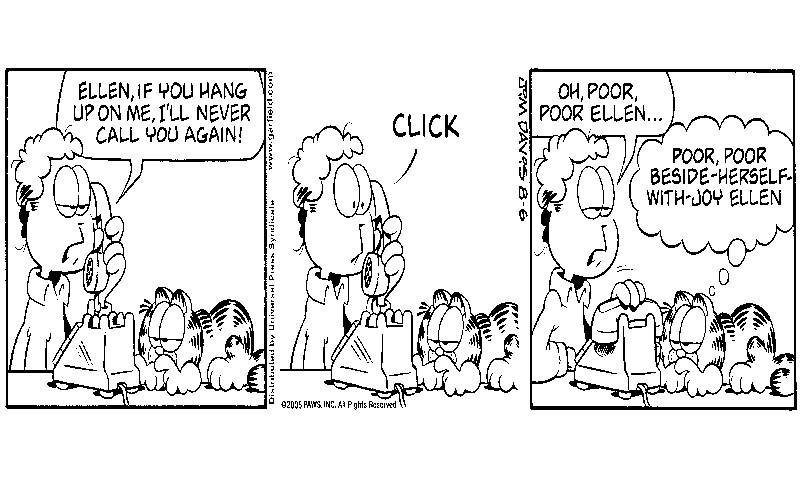 ELLEN, IF YOU HANG
UP ON ME, I'LL NEVER
CALL YOU AGAIN!
www.garfield.com
Distributed by Universal Press Syndicate
CLICK
©2005 PAWS, INC. All Rights Reserved
JIM DAVIS 8-6
OH, POOR,
POOR ELLEN...
POOR, POOR
BESIDE-HERSELF-
WITH-JOY ELLEN